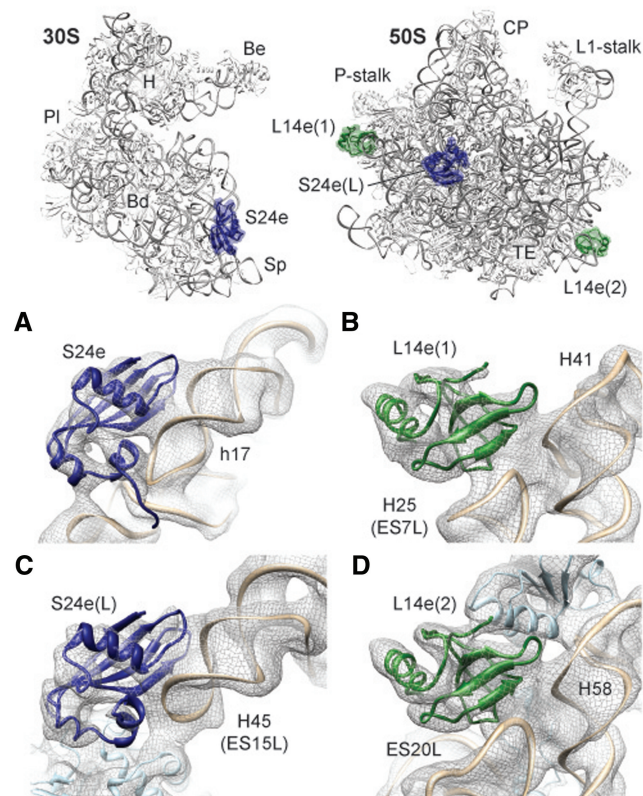 30S
H
Be
Pl
Bd
S24e
Sp
50S
CP
L1-stalk
P-stalk
L14e(1)
S24e(L)
TE
L14e(2)
A
S24e
h17
B
L14e(1)
H41
H25
(ES7L)
C
S24e(L)
H45
(ES15L)
D
L14e(2)
H58
ES20L